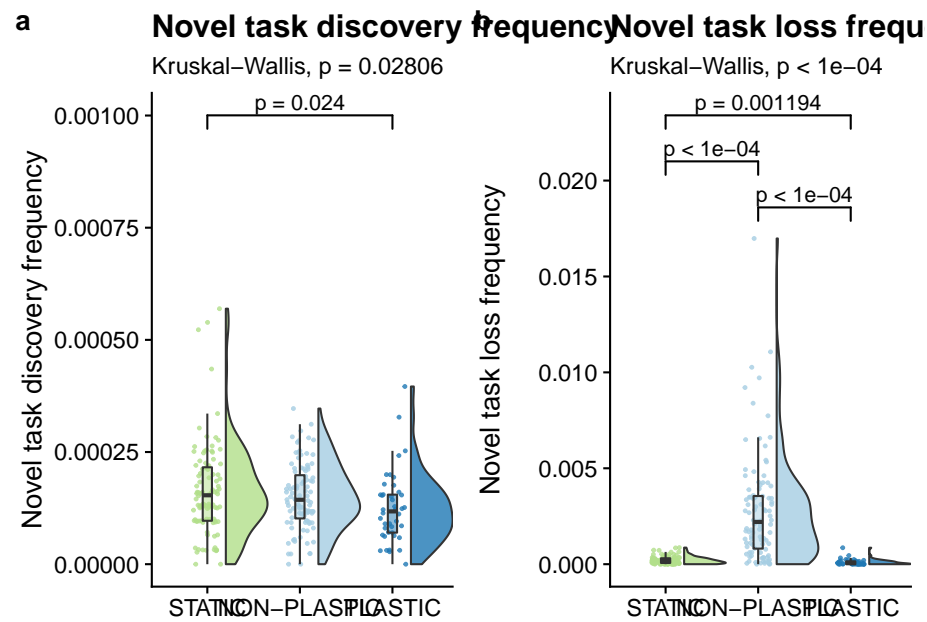 a
Novel task discovery frequency
Kruskal−Wallis, p = 0.02806
p = 0.024
0.00100
0.00075
0.00050
0.00025
0.00000
Novel task discovery frequency
STATIC
NON−PLASTIC
PLASTIC
b
Novel task loss frequ
Kruskal−Wallis, p < 1e−04
p = 0.001194
p < 1e−04
p < 1e−04
0.020
0.015
0.010
0.005
0.000
Novel task loss frequency
STATIC
NON−PLASTIC
PLASTIC